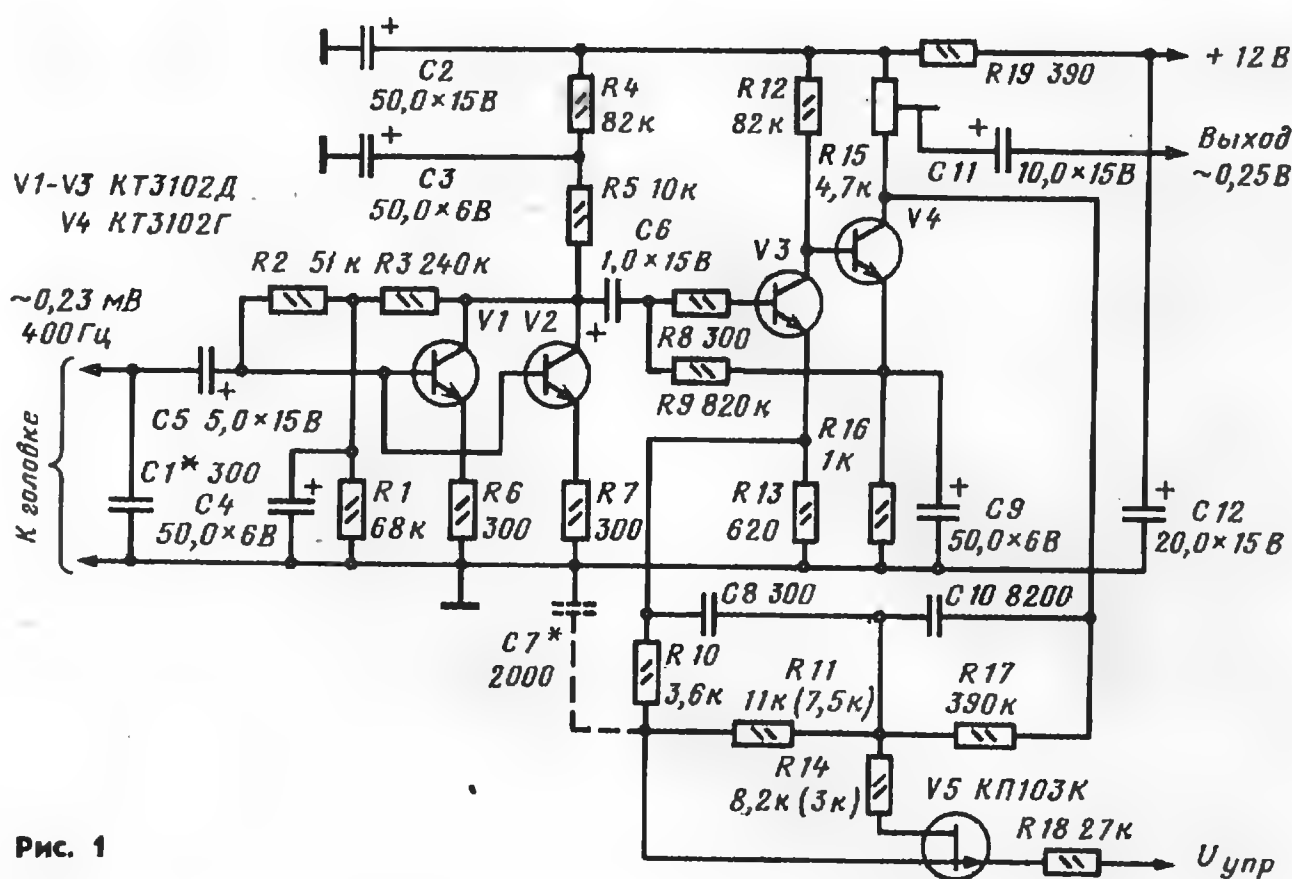 C2
50,0×15В
R4
82к
R12
82к
R19 390
+ 12 В
C3
50,0×6В
R5 10к
R15
4,7к
C11
10,0×15В
Выход
~0,25В
V1-V3 КТ3102Д
V4 КТ3102Г
C6
1,0×15В
V3
V4
R2 51к
R3 240к
~0,23 мВ
400Гц
V1 V2
R8 300
R9 820к
К головке
C5 5,0×15В
C1* 300
C4
50,0×6В
R1
68к
R6
300
R7
300
R16
1к
R13
620
C9
50,0×6В
C12
20,0×15В
C8 300
C10 8200
C7*
2000
R10
3,6к
R11
11к (7,5к)
R17
390к
R14
8,2к (3к)
V5 КП103К
R18 27к
Uупр
Рис. 1